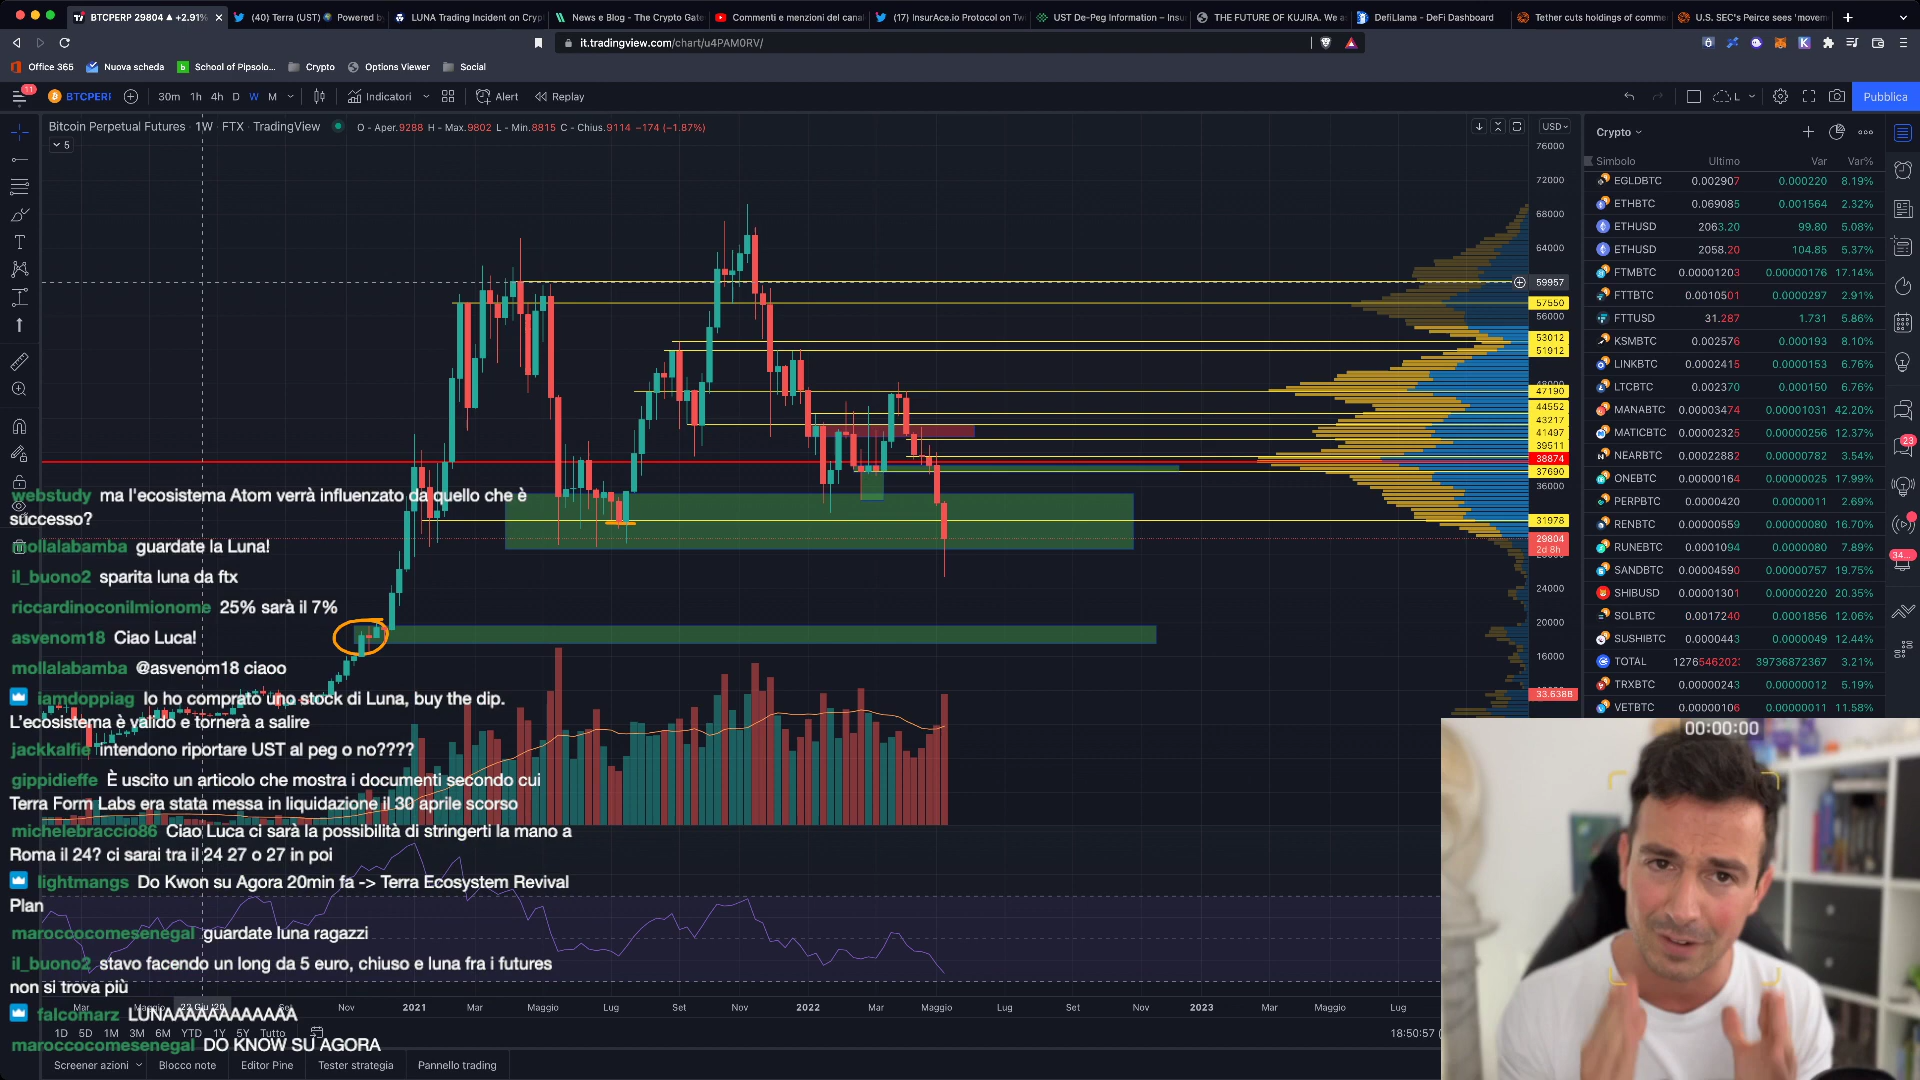 BTCPERP 29804 ▲ +2.91%
(40) Terra (UST) 🌍 Powered by
LUNA Trading Incident on Crypt
News e Blog - The Crypto Gate
Commenti e menzioni del canal
(17) InsurAce.io Protocol on Tw
UST De-Peg Information – Insu
THE FUTURE OF KUJIRA. We a
DefiLlama - DeFi Dashboard
Tether cuts holdings of comme
U.S. SEC's Peirce sees 'movem
it.tradingview.com/chart/u4PAM0RV/
Office 365 Nuova scheda School of Pipsolo... Crypto Options Viewer Social
11
BTCPERI 30m 1h 4h D W M Indicatori Alert Replay L Pubblica
Bitcoin Perpetual Futures · 1W · FTX · TradingView O - Aper.9288 H - Max.9802 L - Min.8815 C - Chius.9114 −174 (−1.87%)
5
USD
76000
72000
68000
64000
59957
57550
56000
53012
51912
48000
47190
44552
43217
41497
39511
38874
37690
36000
31978
29804
2d 8h
24000
20000
16000
33.638B
Crypto
Simbolo Ultimo Var Var%
EGLDBTC 0.002907 0.000220 8.19%
ETHBTC 0.069085 0.001564 2.32%
ETHUSD 2063.20 99.80 5.08%
ETHUSD 2058.20 104.85 5.37%
FTMBTC 0.00001203 0.00000176 17.14%
FTTBTC 0.0010501 0.0000297 2.91%
FTTUSD 31.287 1.731 5.86%
KSMBTC 0.002576 0.000193 8.10%
LINKBTC 0.0002415 0.0000153 6.76%
LTCBTC 0.002370 0.000150 6.76%
MANABTC 0.00003474 0.00001031 42.20%
MATICBTC 0.00002325 0.00000256 12.37%
NEARBTC 0.0002288 0.0000782 3.54%
ONEBTC 0.00000164 0.00000025 17.99%
PERPBTC 0.0000420 0.0000011 2.69%
RENBTC 0.00000559 0.00000080 16.70%
RUNEBTC 0.0001094 0.0000080 7.89%
SANDBTC 0.00004590 0.00000757 19.75%
SHIBUSD 0.00001301 0.00000220 20.35%
SOLBTC 0.0017240 0.0001856 12.06%
SUSHIBTC 0.0000443 0.0000049 12.44%
TOTAL 1276546202 39736872367 3.21%
TRXBTC 0.00000243 0.00000012 5.19%
VETBTC 0.00000106 0.00000011 11.58%
23
34...
webstudy ma l'ecosistema Atom verrà influenzato da quello che è
successo?
mollalabamba guardate la Luna!
il_buono2 sparita luna da ftx
riccardinoconilmionome 25% sarà il 7%
asvenom18 Ciao Luca!
mollalabamba @asvenom18 ciaoo
iamdoppiag Io ho comprato uno stock di Luna, buy the dip.
L'ecosistema è valido e tornerà a salire
jackkalfie intendono riportare UST al peg o no????
gippidieffe È uscito un articolo che mostra i documenti secondo cui
Terra Form Labs era stata messa in liquidazione il 30 aprile scorso
michelebraccio86 Ciao Luca ci sarà la possibilità di stringerti la mano a
Roma il 24? ci sarai tra il 24 27 o 27 in poi
lightmangs Do Kwon su Agora 20min fa -> Terra Ecosystem Revival
Plan
maroccocomesenegal guardate luna ragazzi
il_buono2 stavo facendo un long da 5 euro, chiuso e luna fra i futures
non si trova più
falcomarz LUNAAAAAAAAAAAA
maroccocomesenegal DO KNOW SU AGORA
00:00:00
Mar Maggio 22 Giu '20 Set Nov 2021 Mar Maggio Lug Set Nov 2022 Mar Maggio Lug Set Nov 2023 Mar Maggio Lug
1D 5D 1M 3M 6M YTD 1Y 5Y Tutto
18:50:57 (
Screener azioni Blocco note Editor Pine Tester strategia Pannello trading